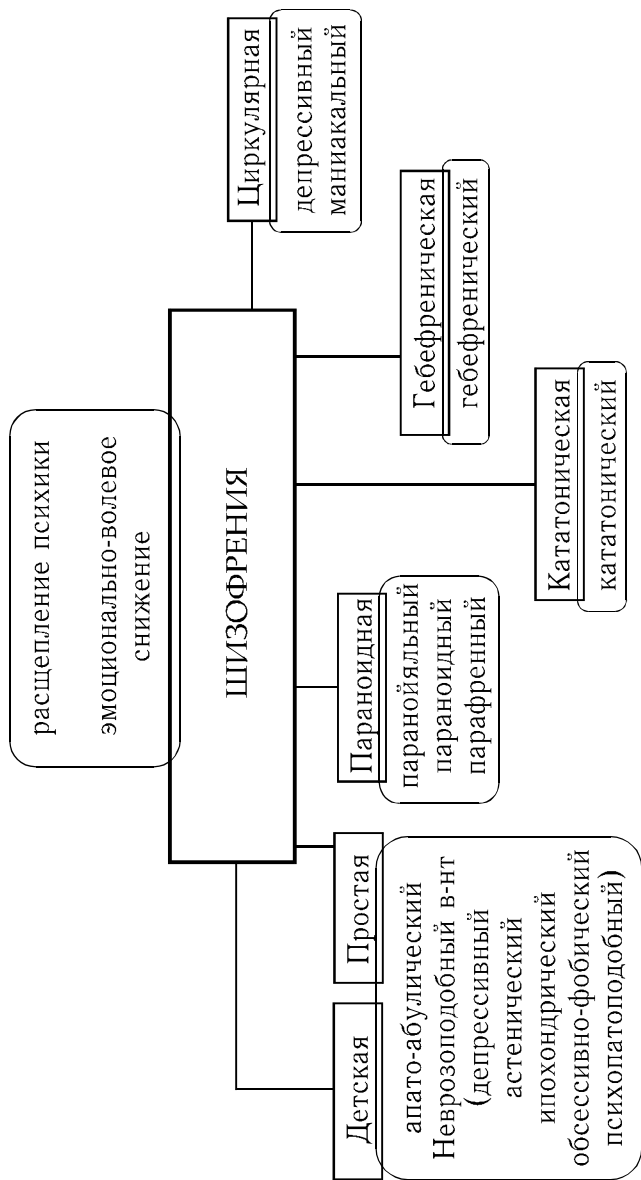 расщепление психики
эмоционально-волевое
снижение
ШИЗОФРЕНИЯ
Детская
Простая
апато-абулический
Неврозоподобный в-нт
(депрессивный
астенический
ипохондрический
обсессивно-фобический
психопатоподобный)
Параноидная
паранойяльный
параноидный
парафренный
Кататоническая
кататонический
Гебефреническая
гебефренический
Циркулярная
депрессивный
маниакальный